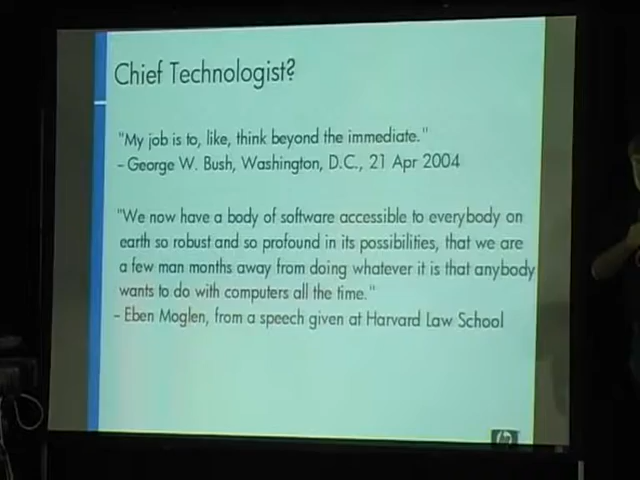 Chief Technologist?
"My job is to, like, think beyond the immediate."
– George W. Bush, Washington, D.C., 21 Apr 2004
"We now have a body of software accessible to everybody on
earth so robust and so profound in its possibilities, that we are
a few man months away from doing whatever it is that anybody
wants to do with computers all the time."
– Eben Moglen, from a speech given at Harvard Law School
hp